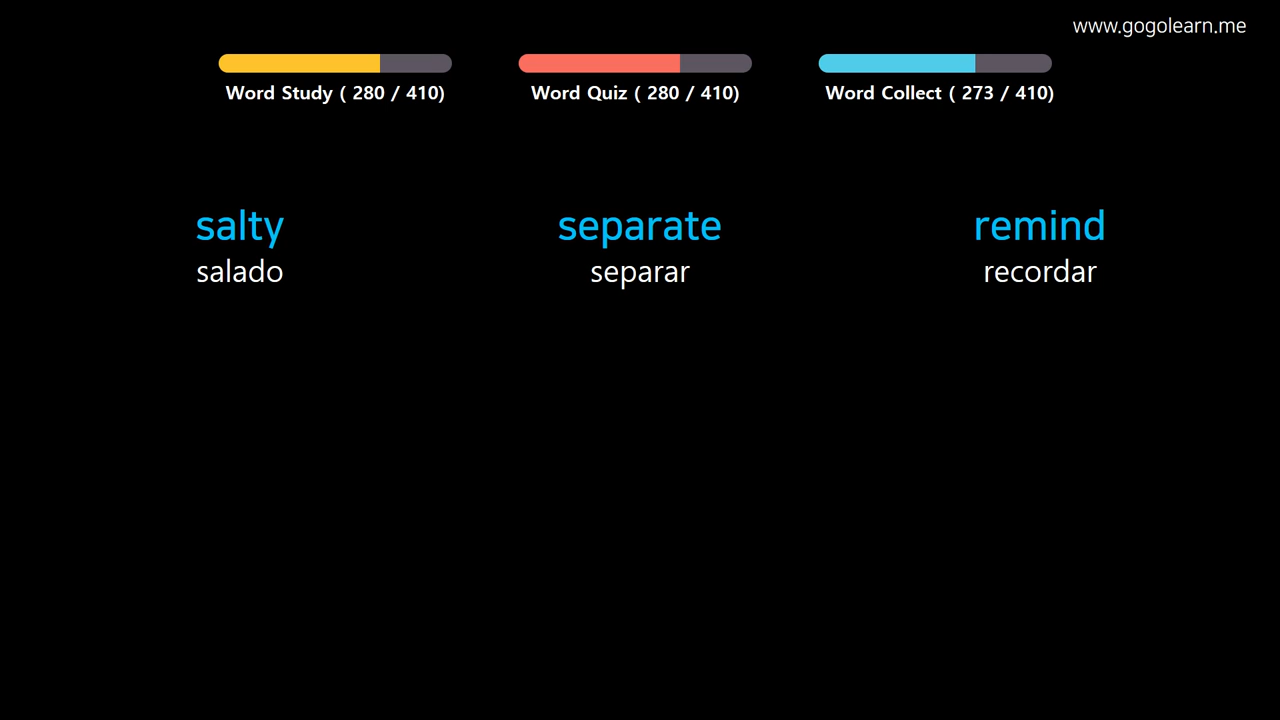 www.gogolearn.me
Word Study ( 280 / 410)
Word Quiz ( 280 / 410)
Word Collect ( 273 / 410)
salty
salado
separate
separar
remind
recordar